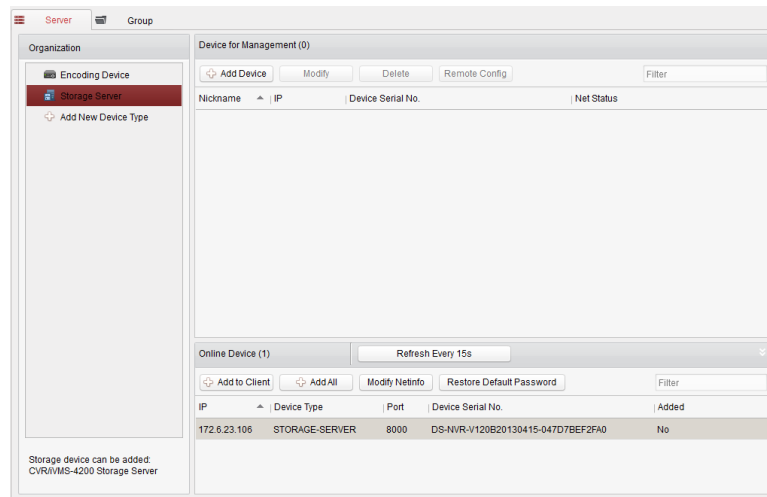 Server Group
Organization
Encoding Device
Storage Server
Add New Device Type
Storage device can be added:
CVR/iVMS-4200 Storage Server
Device for Management (0)
Add Device Modify Delete Remote Config Filter
Nickname IP Device Serial No. Net Status
Online Device (1) Refresh Every 15s
Add to Client Add All Modify Netinfo Restore Default Password Filter
IP Device Type Port Device Serial No. Added
172.6.23.106 STORAGE-SERVER 8000 DS-NVR-V120B20130415-047D7BEF2FA0 No